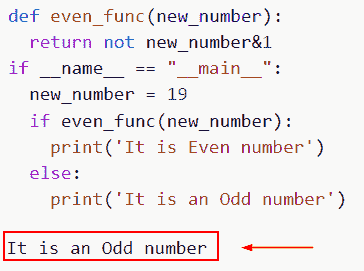 def even_func(new_number):
  return not new_number&1
if __name__ == "__main__":
  new_number = 19
  if even_func(new_number):
    print('It is Even number')
  else:
    print('It is an Odd number')
It is an Odd number